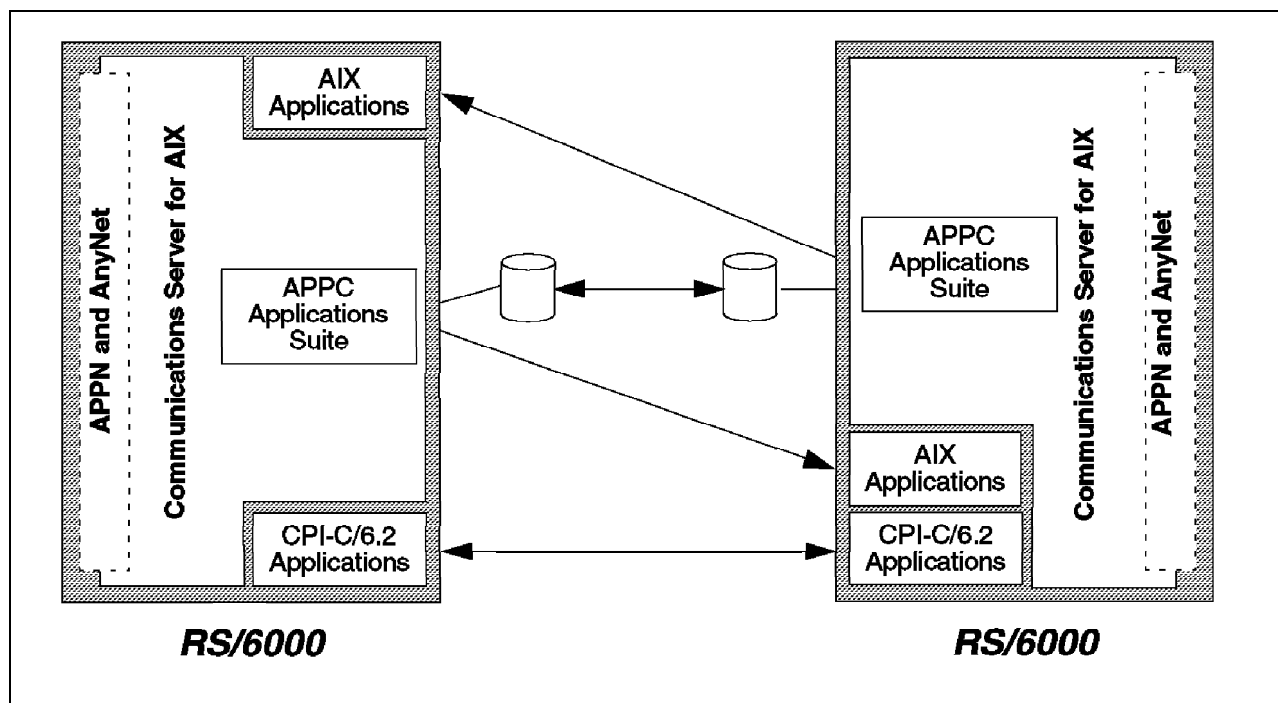 APPN and AnyNet
Communications Server for AIX
AIX
Applications
APPC
Applications
Suite
CPI-C/6.2
Applications
RS/6000
APPC
Applications
Suite
AIX
Applications
CPI-C/6.2
Applications
Communications Server for AIX
APPN and AnyNet
RS/6000